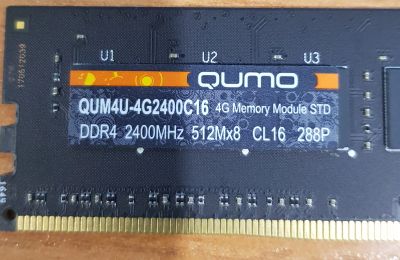 U1 U2 U3
QUMO
QUM4U-4G2400C16 4G Memory Module STD
DDR4 2400MHz 512Mx8 CL16 288P